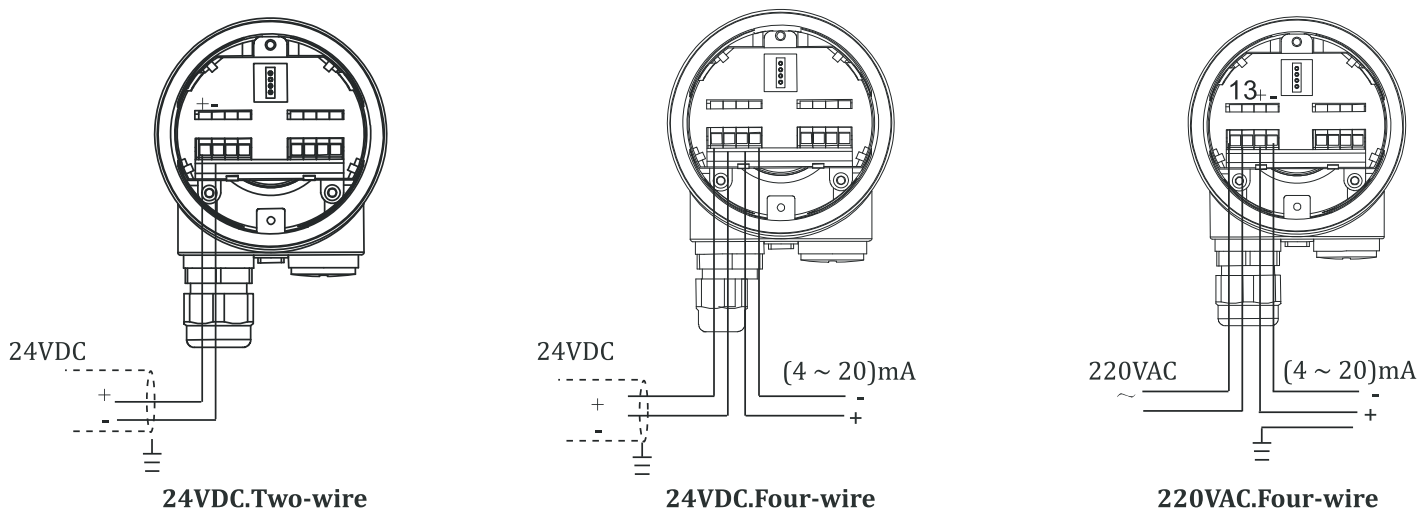 + -
24VDC
+
-
24VDC.Two-wire
24VDC
+
-
(4 ~ 20)mA
-
+
24VDC.Four-wire
13 + -
220VAC
~
(4 ~ 20)mA
-
+
220VAC.Four-wire